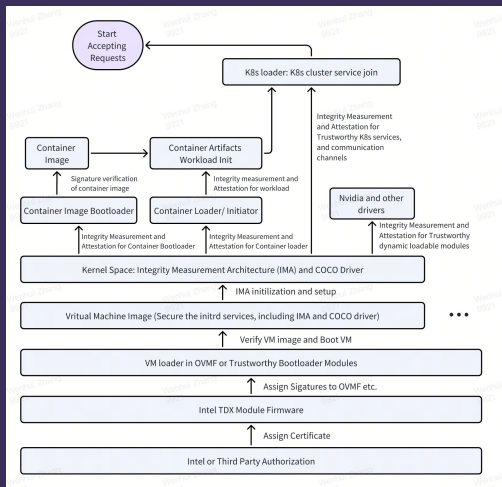 Start
Accepting
Requests
K8s loader: K8s cluster service join
Integrity Measurement
and Attestation for
Trustworthy K8s services,
and communication
channels
Container
Image
Container Artifacts
Workload Init
Signature verification
of container image
Integrity measurement and
Attestation for workload
Nvidia and other
drivers
Container Image Bootloader
Container Loader/ Initiator
Integrity Measurement and
Attestation for Container Bootloader
Integrity Measurement and
Attestation for Container loader
Integrity Measurement and
Attestation for Trustworthy
dynamic loadable modules
Kernel Space: Integrity Measurement Architecture (IMA) and COCO Driver
IMA initilization and setup
Vritual Machine Image (Secure the initrd services, including IMA and COCO driver)
Verify VM image and Boot VM
VM loader in OVMF or Trustworthy Bootloader Modules
Assign Sigatures to OVMF etc.
Intel TDX Module Firmware
Assign Certificate
Intel or Third Party Authorization